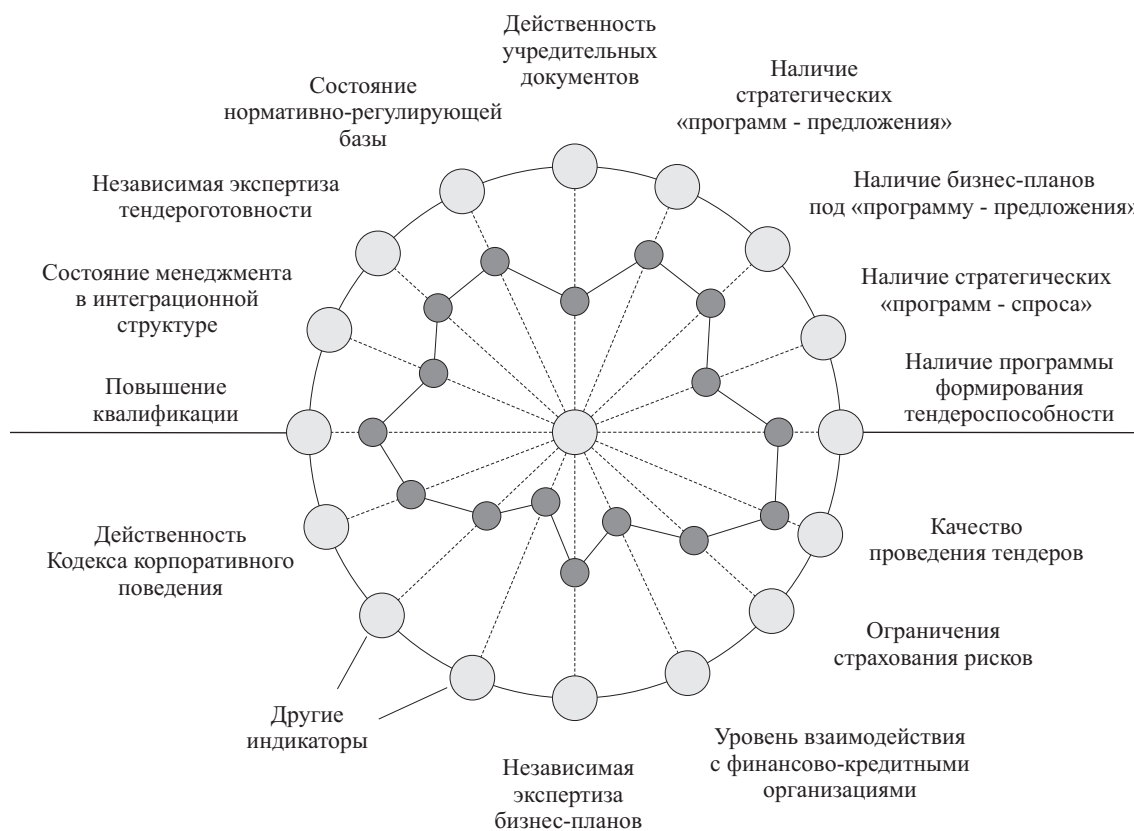 Действенность
учредительных
документов
Наличие
стратегических
«программ - предложения»
Наличие бизнес-планов
под «программу - предложения»
Наличие стратегических
«программ - спроса»
Наличие программы
формирования
тендероспособности
Качество
проведения тендеров
Ограничения
страхования рисков
Уровень взаимодействия
с финансово-кредитными
организациями
Независимая
экспертиза
бизнес-планов
Другие
индикаторы
Действенность
Кодекса корпоративного
поведения
Повышение
квалификации
Состояние менеджмента
в интеграционной
структуре
Независимая экспертиза
тендероготовности
Состояние
нормативно-регулирующей
базы